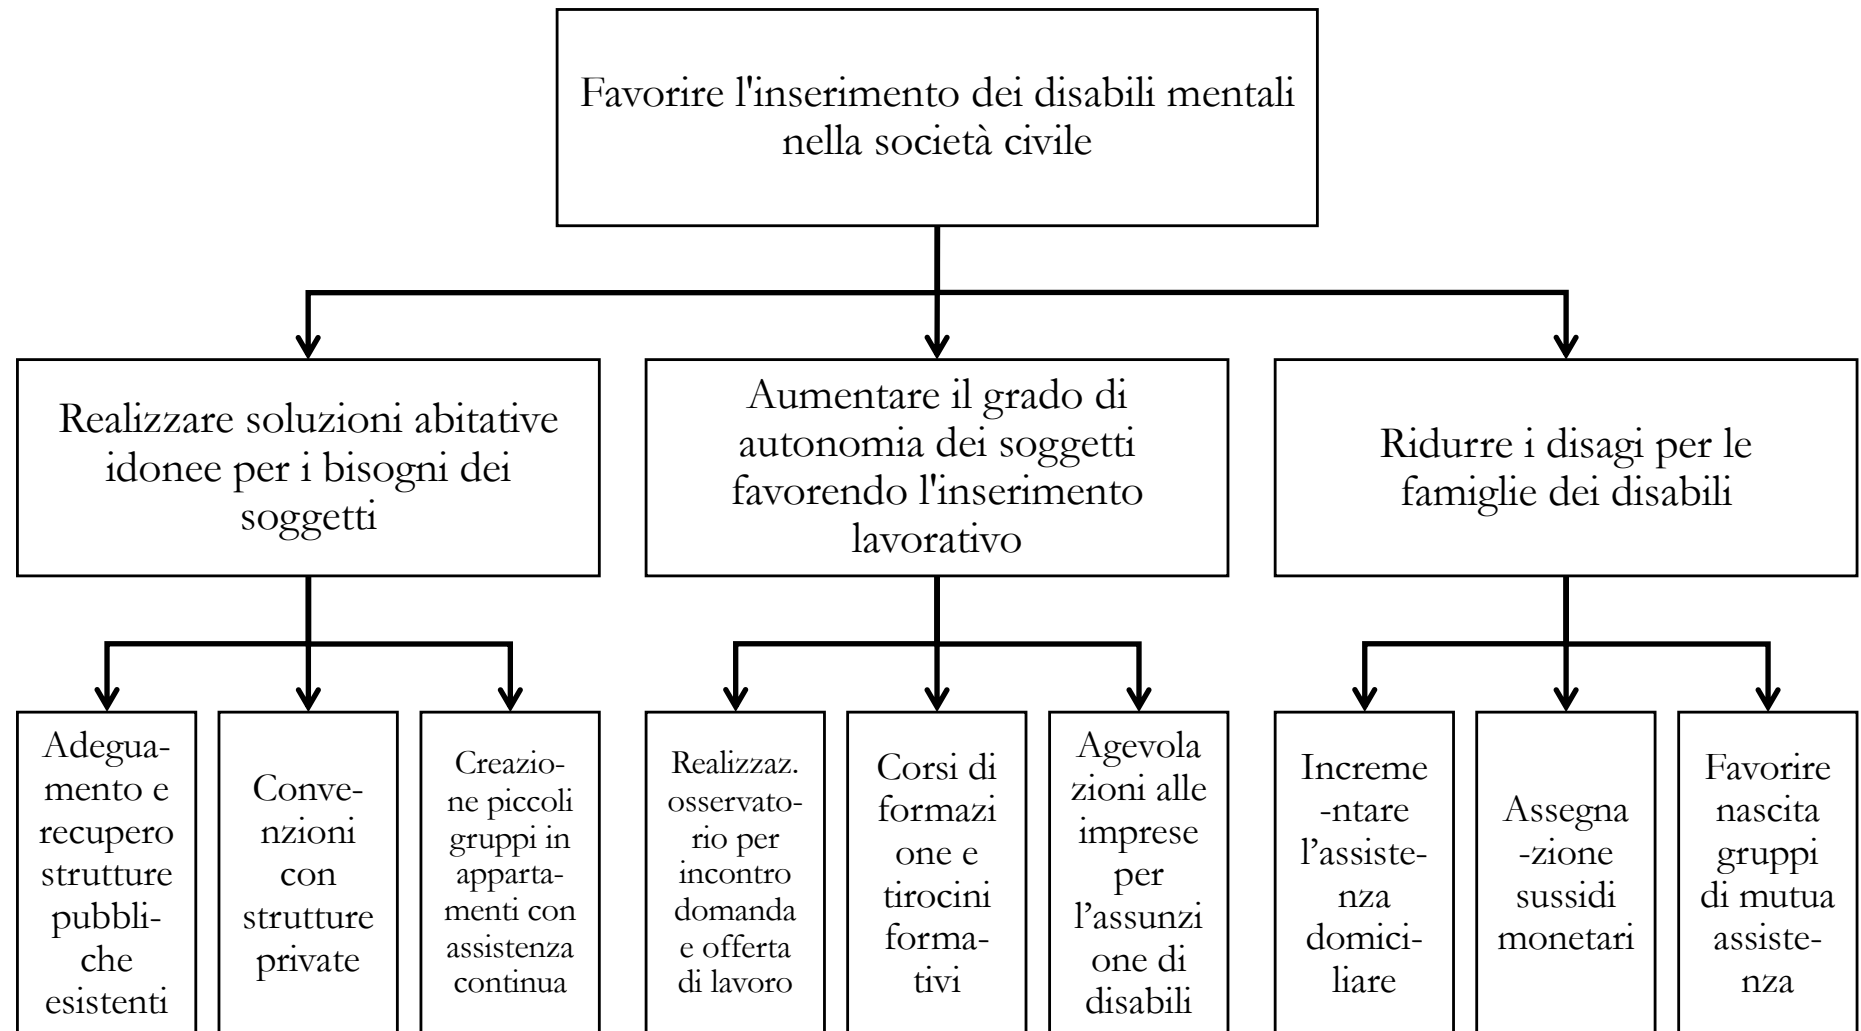 Favorire l'inserimento dei disabili mentali
nella società civile
Realizzare soluzioni abitative
idonee per i bisogni dei
soggetti
Aumentare il grado di
autonomia dei soggetti
favorendo l'inserimento
lavorativo
Ridurre i disagi per le
famiglie dei disabili
Adegua-
mento e
recupero
strutture
pubbli-
che
esistenti
Conve-
nzioni
con
strutture
private
Creazio-
ne piccoli
gruppi in
apparta-
menti con
assistenza
continua
Realizzaz.
osservato-
rio per
incontro
domanda
e offerta
di lavoro
Corsi di
formazi
one e
tirocini
forma-
tivi
Agevola
zioni alle
imprese
per
l’assunzi
one di
disabili
Increme
-ntare
l’assiste-
nza
domici-
liare
Assegna
-zione
sussidi
monetari
Favorire
nascita
gruppi
di mutua
assiste-
nza